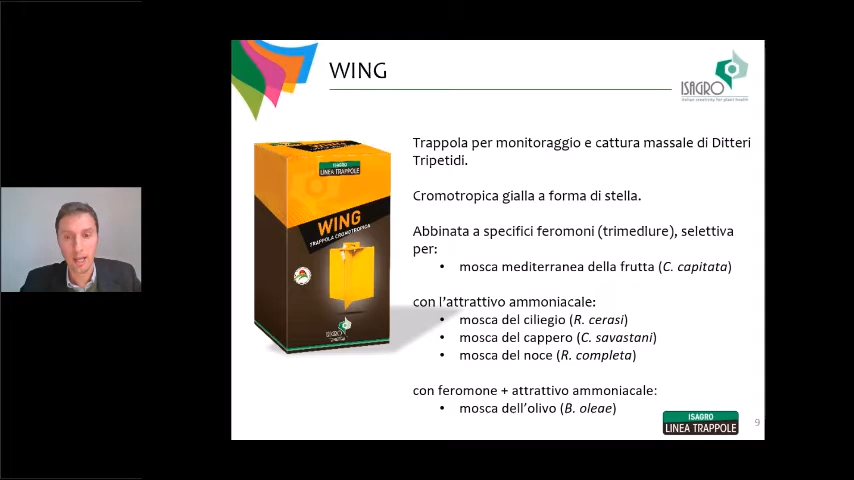 WING
ISAGRO
Italian creativity for plant health
Trappola per monitoraggio e cattura massale di Ditteri
Tripetidi.
Cromotropica gialla a forma di stella.
Abbinata a specifici feromoni (trimedlure), selettiva
per:
• mosca mediterranea della frutta (C. capitata)
con l'attrattivo ammoniacale:
• mosca del ciliegio (R. cerasi)
• mosca del cappero (C. savastani)
• mosca del noce (R. completa)
con feromone + attrattivo ammoniacale:
• mosca dell'olivo (B. oleae)
ISAGRO
LINEA TRAPPOLE
WING
TRAPPOLA CROMOTROPICA
ISAGRO
ISAGRO
LINEA TRAPPOLE
9